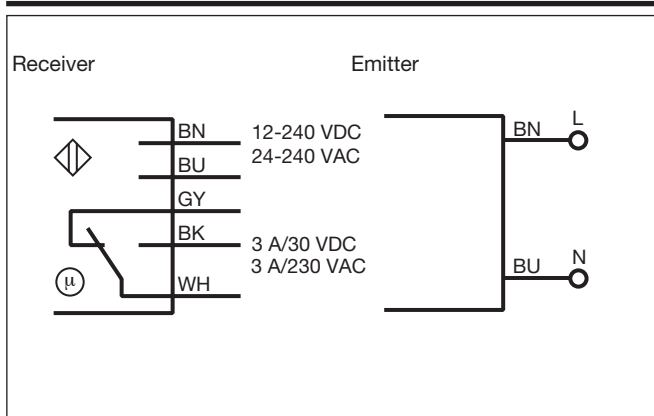 Receiver
Emitter
BN
12-240 VDC
BU
24-240 VAC
GY
BK
3 A/30 VDC
3 A/230 VAC
WH
µ
BN
L
BU
N